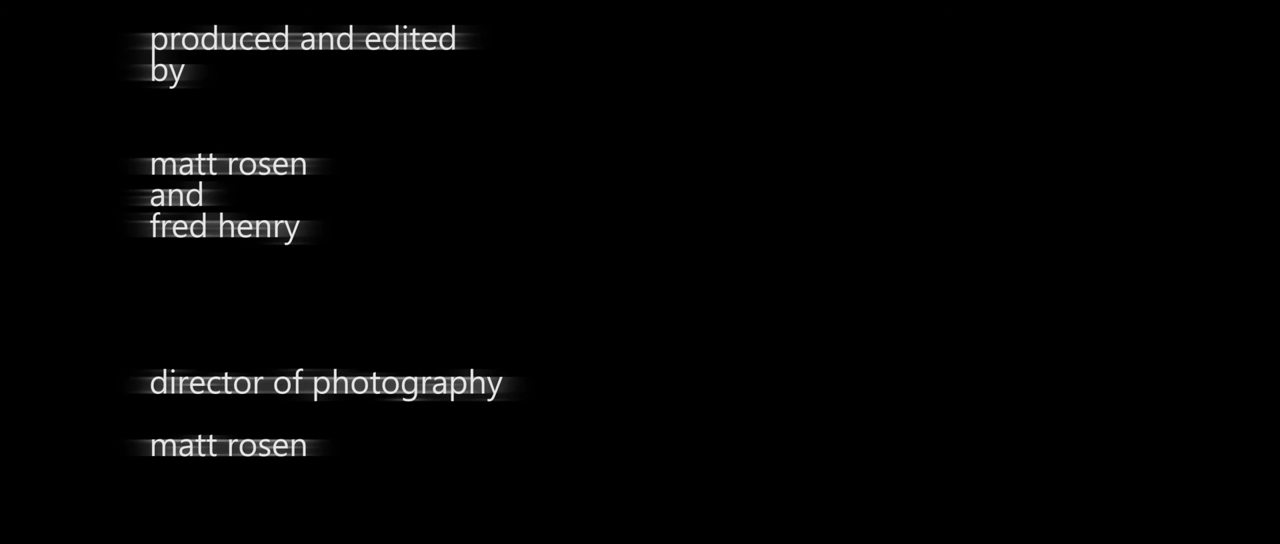 produced and edited
by
matt rosen
and
fred henry
director of photography
matt rosen